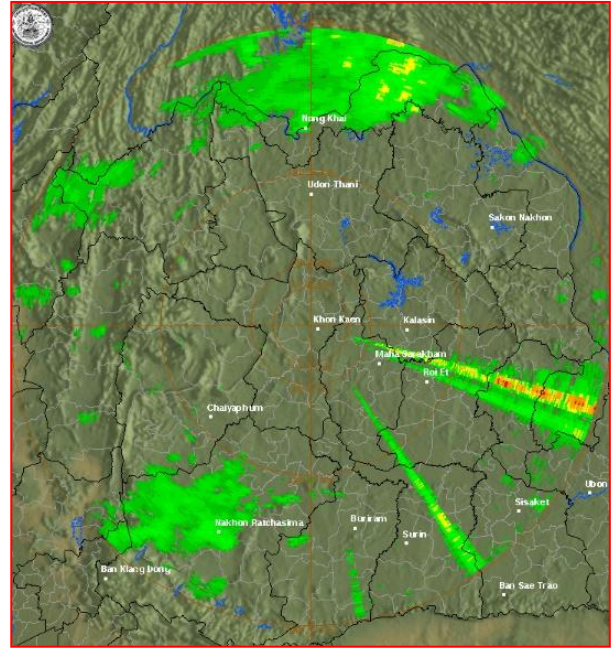 Nong Khai
Udon Thani
Sakon Nakhon
Khon Kaen
Kalasin
Maha Sarakham
Roi Et
Chaiyaphum
Nakhon Ratchasima
Buriram
Surin
Sisaket
Ubon
Ban Klang Dong
Ban Sae Trao